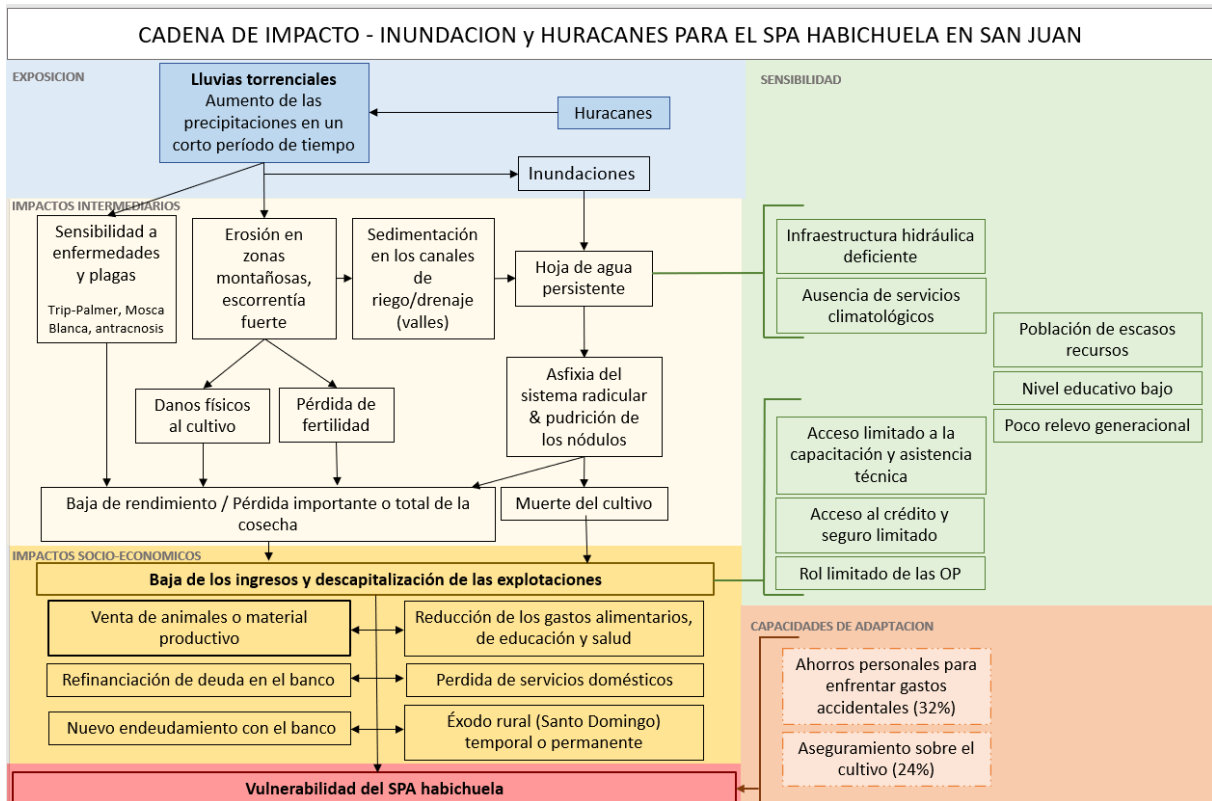 CADENA DE IMPACTO - INUNDACION y HURACANES PARA EL SPA HABICHUELA EN SAN JUAN
EXPOSICION
Lluvias torrenciales
Aumento de las
precipitaciones en un
corto período de tiempo
Huracanes
Inundaciones
IMPACTOS INTERMEDIARIOS
Sensibilidad a
enfermedades
y plagas
Trip-Palmer, Mosca
Blanca, antracnosis
Erosión en
zonas
montañosas,
escorrentía
fuerte
Sedimentación
en los canales
de
riego/drenaje
(valles)
Hoja de agua
persistente
Danos físicos
al cultivo
Pérdida de
fertilidad
Asfixia del
sistema radicular
& pudrición de
los nódulos
Baja de rendimiento / Pérdida importante o total de la
cosecha
Muerte del cultivo
IMPACTOS SOCIO-ECONOMICOS
Baja de los ingresos y descapitalización de las explotaciones
Venta de animales o material
productivo
Reducción de los gastos alimentarios,
de educación y salud
Refinanciación de deuda en el banco
Perdida de servicios domésticos
Nuevo endeudamiento con el banco
Éxodo rural (Santo Domingo)
temporal o permanente
Vulnerabilidad del SPA habichuela
SENSIBILIDAD
Infraestructura hidráulica
deficiente
Ausencia de servicios
climatológicos
Población de escasos
recursos
Nivel educativo bajo
Poco relevo generacional
Acceso limitado a la
capacitación y asistencia
técnica
Acceso al crédito y
seguro limitado
Rol limitado de las OP
CAPACIDADES DE ADAPTACION
Ahorros personales para
enfrentar gastos
accidentales (32%)
Aseguramiento sobre el
cultivo (24%)